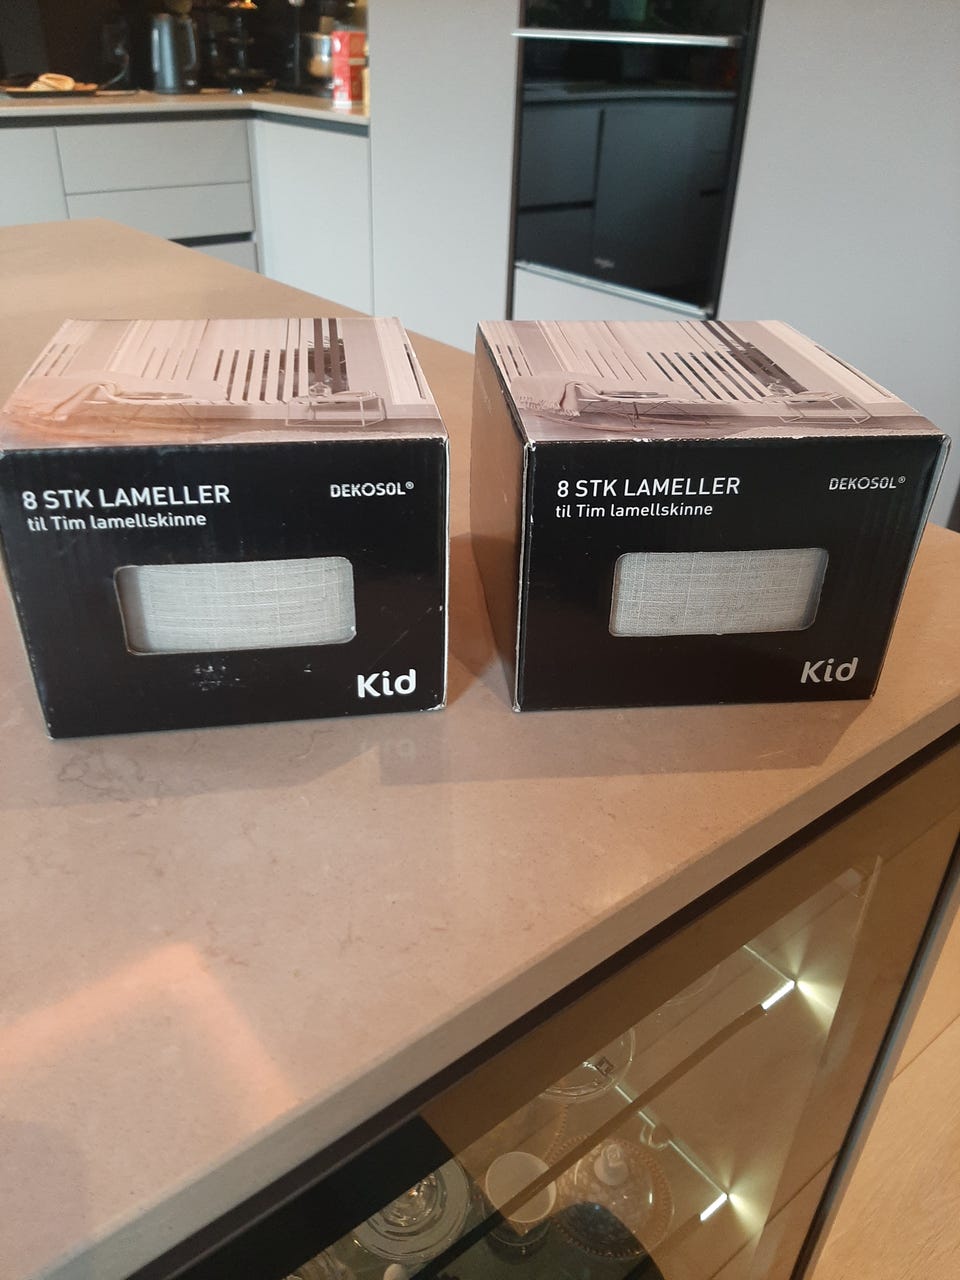 8 STK LAMELLER
til Tim lamellskinne
DEKOSOL®
Kid
8 STK LAMELLER
til Tim lamellskinne
DEKOSOL®
Kid